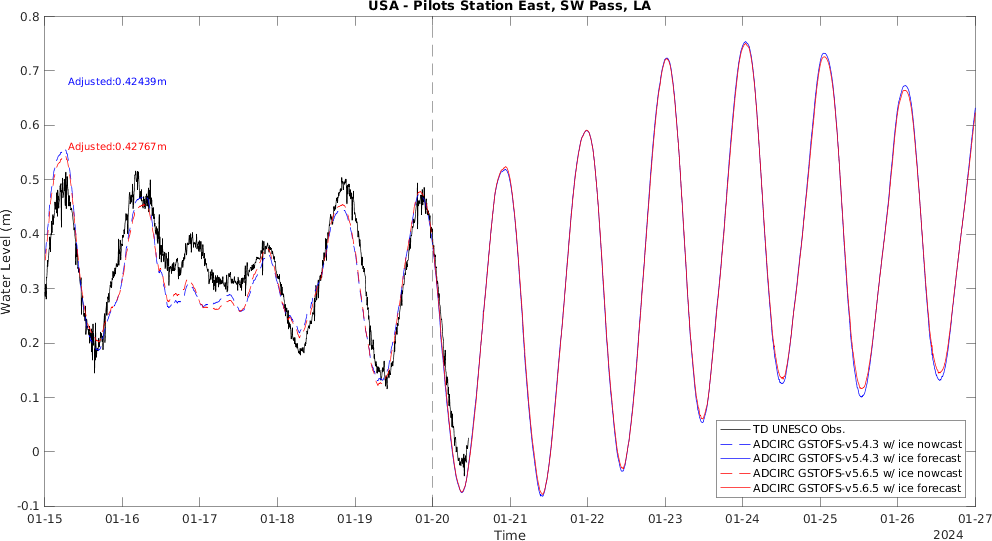 USA - Pilots Station East, SW Pass, LA
0.8
0.7
0.6
0.5
0.4
0.3
0.2
0.1
0
-0.1
Water Level (m)
Adjusted:0.42439m
Adjusted:0.42767m
TD UNESCO Obs.
ADCIRC GSTOFS-v5.4.3 w/ ice nowcast
ADCIRC GSTOFS-v5.4.3 w/ ice forecast
ADCIRC GSTOFS-v5.6.5 w/ ice nowcast
ADCIRC GSTOFS-v5.6.5 w/ ice forecast
01-15 01-16 01-17 01-18 01-19 01-20 01-21 01-22 01-23 01-24 01-25 01-26 01-27
Time
2024